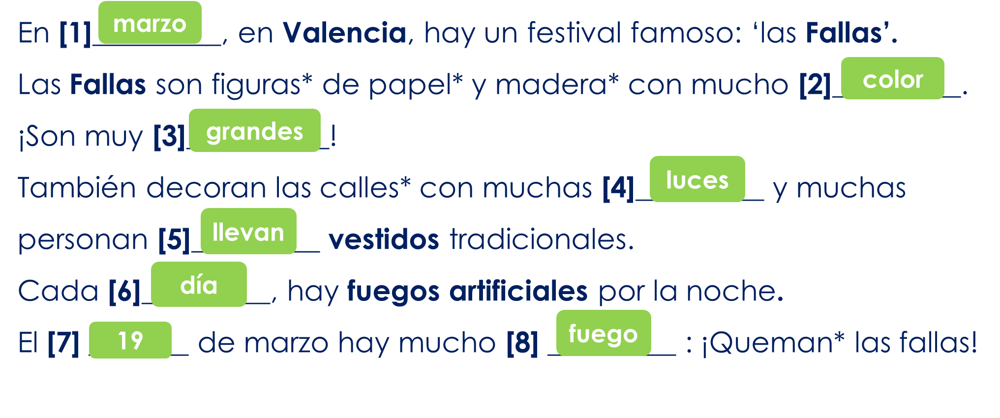 En [1] marzo, en Valencia, hay un festival famoso: ‘las Fallas’.
Las Fallas son figuras* de papel* y madera* con mucho [2] color.
¡Son muy [3] grandes!
También decoran las calles* con muchas [4] luces y muchas
personan [5] llevan vestidos tradicionales.
Cada [6] día, hay fuegos artificiales por la noche.
El [7] 19 de marzo hay mucho [8] fuego : ¡Queman* las fallas!